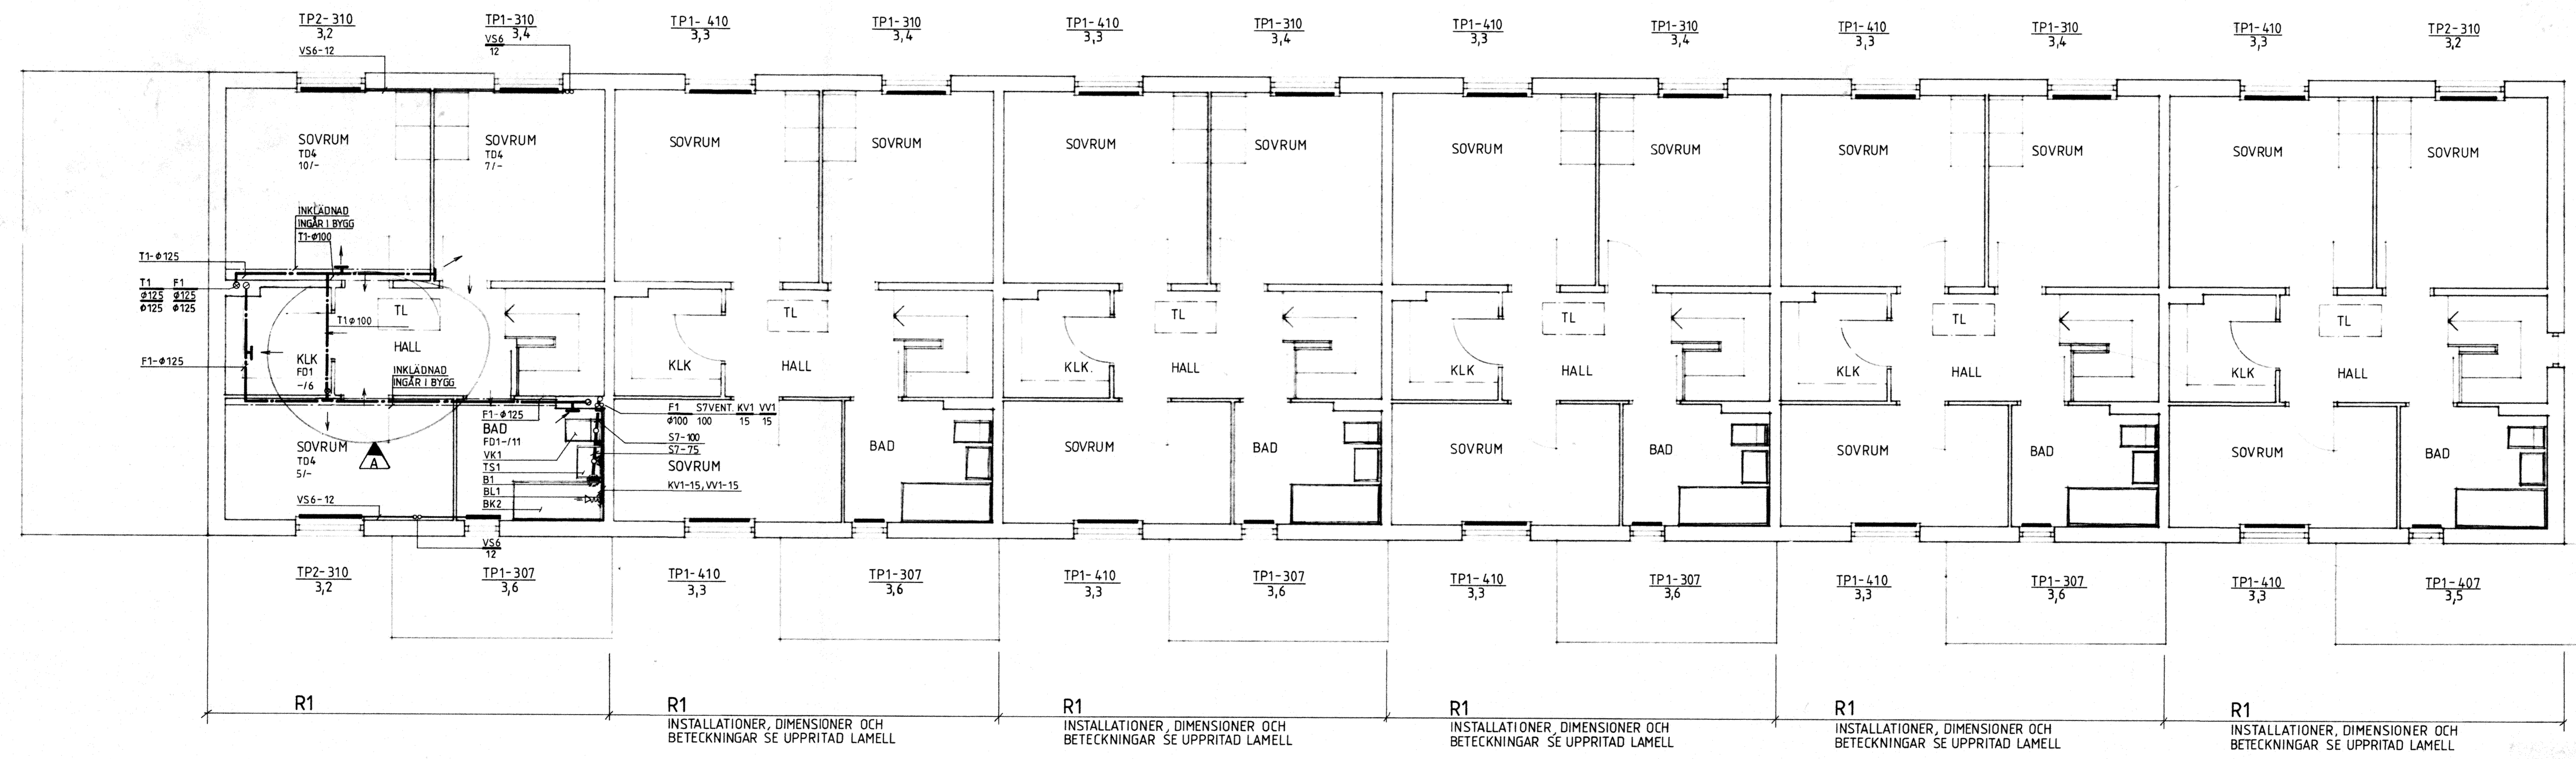 TP2-310
3,2
TP1-310
3,4
TP1-410
3,3
TP1-310
3,4
TP1-410
3,3
TP1-310
3,4
TP1-410
3,3
TP1-310
3,4
TP1-410
3,3
TP1-310
3,4
TP1-410
3,3
TP2-310
3,2
VS6-12
VS6
12
SOVRUM
TD4
10/-
SOVRUM
TD4
7/-
SOVRUM
SOVRUM
SOVRUM
SOVRUM
SOVRUM
SOVRUM
SOVRUM
SOVRUM
SOVRUM
SOVRUM
INKLÄDNAD
INGÅR I BYGG
T1-φ100
T1-φ125
T1 F1
φ125 φ125
φ125 φ125
TL
T1φ100
HALL
F1-φ125
KLK
FD1
-/6
INKLÄDNAD
INGÅR I BYGG
TL
KLK
HALL
TL
KLK.
HALL
TL
KLK
HALL
TL
KLK
HALL
TL
KLK
HALL
F1-φ125
BAD
FD1-/11
VK1
TS1
B1
BL1
BK2
SOVRUM
TD4
5/-
A
VS6-12
VS6
12
F1 S7VENT. KV1 VV1
φ100 100 15 15
S7-100
S7-75
SOVRUM
KV1-15, VV1-15
BAD
SOVRUM
BAD
SOVRUM
BAD
SOVRUM
BAD
SOVRUM
BAD
TP2-310
3,2
TP1-307
3,6
TP1-410
3,3
TP1-307
3,6
TP1-410
3,3
TP1-307
3,6
TP1-410
3,3
TP1-307
3,6
TP1-410
3,3
TP1-307
3,6
TP1-410
3,3
TP1-407
3,5
R1
R1
INSTALLATIONER, DIMENSIONER OCH
BETECKNINGAR SE UPPRITAD LAMELL
R1
INSTALLATIONER, DIMENSIONER OCH
BETECKNINGAR SE UPPRITAD LAMELL
R1
INSTALLATIONER, DIMENSIONER OCH
BETECKNINGAR SE UPPRITAD LAMELL
R1
INSTALLATIONER, DIMENSIONER OCH
BETECKNINGAR SE UPPRITAD LAMELL
R1
INSTALLATIONER, DIMENSIONER OCH
BETECKNINGAR SE UPPRITAD LAMELL